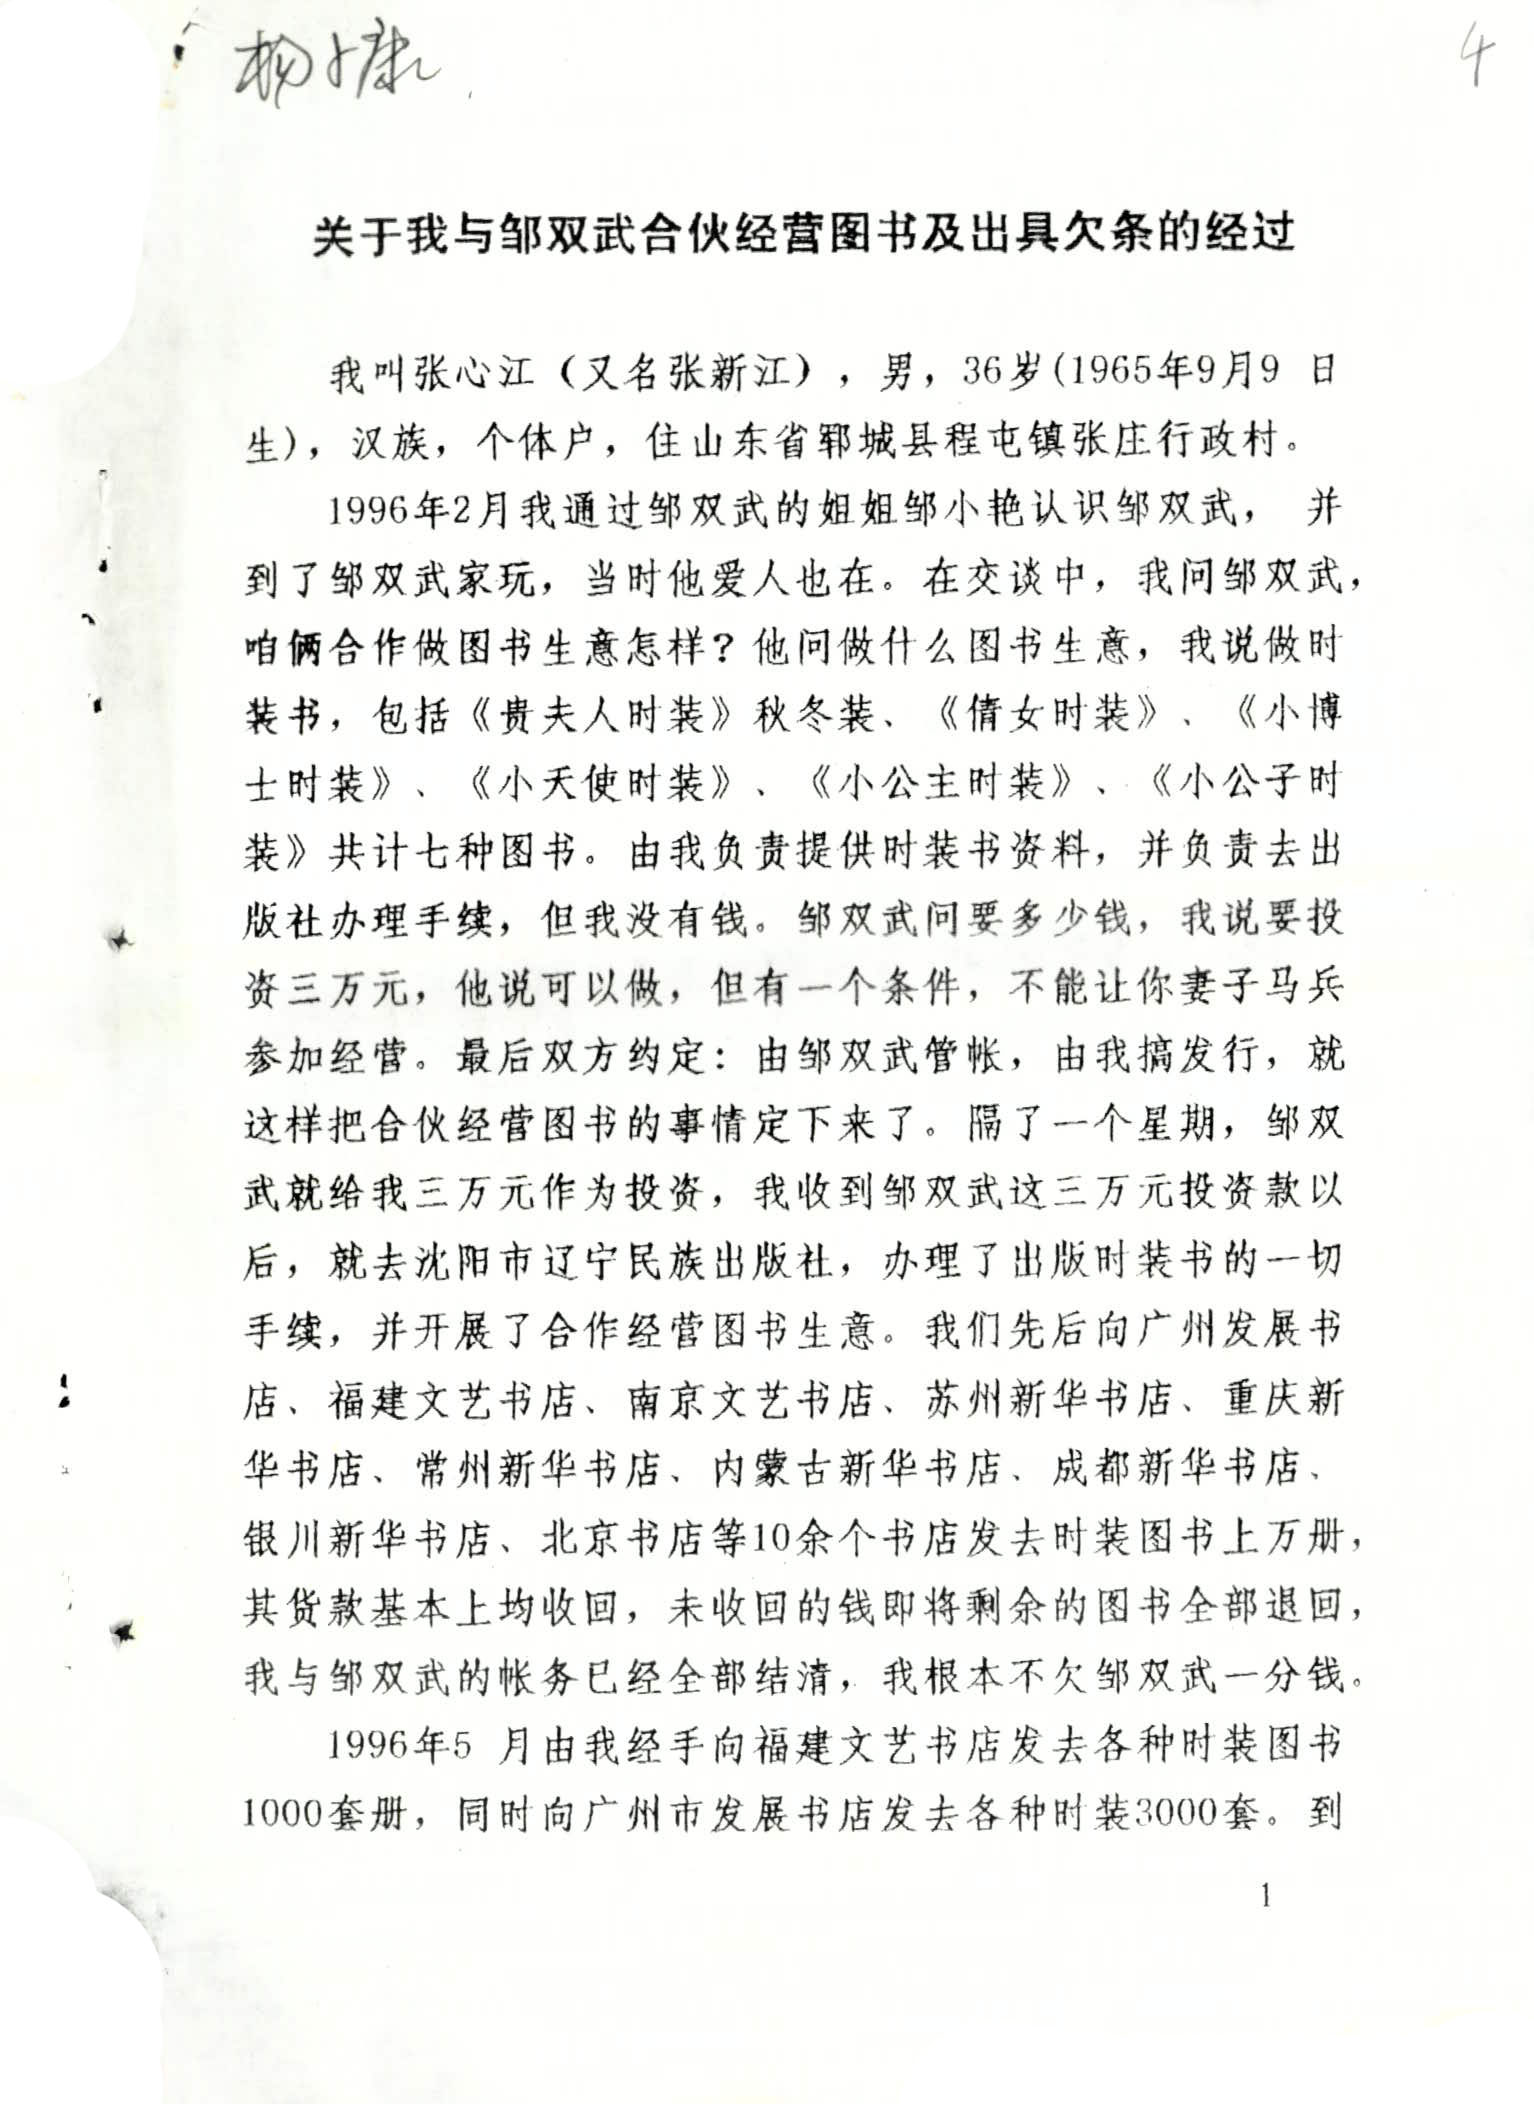 杨小康
4
关于我与邹双武合伙经营图书及出具欠条的经过
我叫张心江（又名张新江），男，36岁(1965年9月9 日
生)，汉族，个体户，住山东省郓城县程屯镇张庄行政村。
1996年2月我通过邹双武的姐姐邹小艳认识邹双武， 并
到了邹双武家玩，当时他爱人也在。在交谈中，我问邹双武，
咱俩合作做图书生意怎样？他问做什么图书生意，我说做时
装书，包括《贵夫人时装》秋冬装、《倩女时装》、《小博
士时装》、《小天使时装》、《小公主时装》、《小公子时
装》共计七种图书。由我负责提供时装书资料，并负责去出
版社办理手续，但我没有钱。邹双武问要多少钱，我说要投
资三万元，他说可以做，但有一个条件，不能让你妻子马兵
参加经营。最后双方约定：由邹双武管帐，由我搞发行，就
这样把合伙经营图书的事情定下来了。隔了一个星期，邹双
武就给我三万元作为投资，我收到邹双武这三万元投资款以
后，就去沈阳市辽宁民族出版社，办理了出版时装书的一切
手续，并开展了合作经营图书生意。我们先后向广州发展书
店、福建文艺书店、南京文艺书店、苏州新华书店、重庆新
华书店、常州新华书店、内蒙古新华书店、成都新华书店、
银川新华书店、北京书店等10余个书店发去时装图书上万册，
其货款基本上均收回，未收回的钱即将剩余的图书全部退回，
我与邹双武的帐务已经全部结清，我根本不欠邹双武一分钱。
1996年5 月由我经手向福建文艺书店发去各种时装图书
1000套册，同时向广州市发展书店发去各种时装3000套。到
1